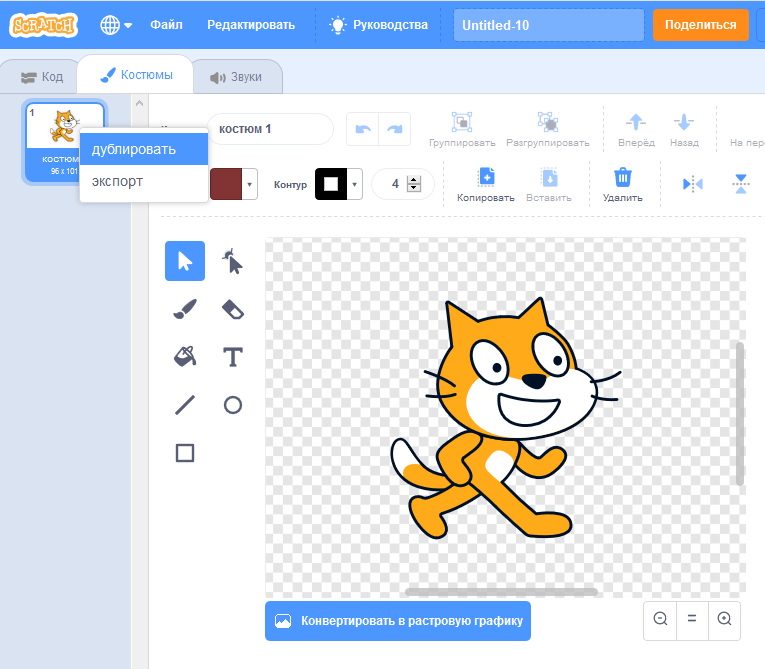 SCRATCH
Файл
Редактировать
Руководства
Untitled-10
Поделиться
Код
Костюмы
Звуки
1
костюм
96 x 101
дублировать
экспорт
костюм 1
Группировать
Разгруппировать
Вперёд
Назад
На пер
Контур
4
Копировать
Вставить
Удалить
T
Конвертировать в растровую графику